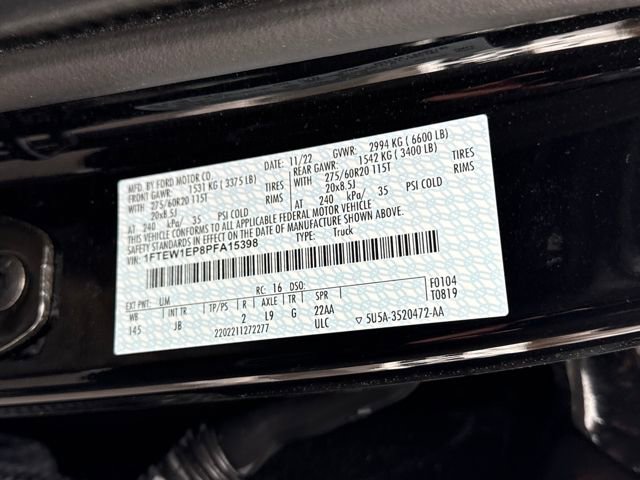 MFD. BY FORD MOTOR CO.
DATE: 11/22 GVWR: 2994 KG ( 6600 LB)
FRONT GAWR: 1531 KG ( 3375 LB)
REAR GAWR: 1542 KG ( 3400 LB)
WITH 275/60R20 115T TIRES
WITH 275/60R20 115T TIRES
20x8.5J RIMS
20x8.5J RIMS
AT 240 kPa/ 35 PSI COLD
AT 240 kPa/ 35 PSI COLD
THIS VEHICLE CONFORMS TO ALL APPLICABLE FEDERAL MOTOR VEHICLE
SAFETY STANDARDS IN EFFECT ON THE DATE OF MANUFACTURE SHOWN ABOVE.
VIN: 1FTEW1EP8PFA15398 TYPE: Truck
EXT PNT: UM RC: 16 DSO: F0104
WB INT TR TP/PS R AXLE TR SPR T0819
145 JB 2 L9 G 22AA
2202211272277 ULC ▽ 5U5A-3520472-AA